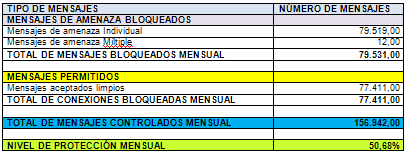 TIPO DE MENSAJES NÚMERO DE MENSAJES
MENSAJES DE AMENAZA BLOQUEADOS
Mensajes de amenaza Individual 79.519,00
Mensajes de amenaza Múltiple 12,00
TOTAL DE MENSAJES BLOQUEADOS MENSUAL 79.531,00
MENSAJES PERMITIDOS
Mensajes aceptados limpios 77.411,00
TOTAL DE CONEXIONES BLOQUEADAS MENSUAL 77.411,00
TOTAL DE MENSAJES CONTROLADOS MENSUAL 156.942,00
NIVEL DE PROTECCIÓN MENSUAL 50,68%